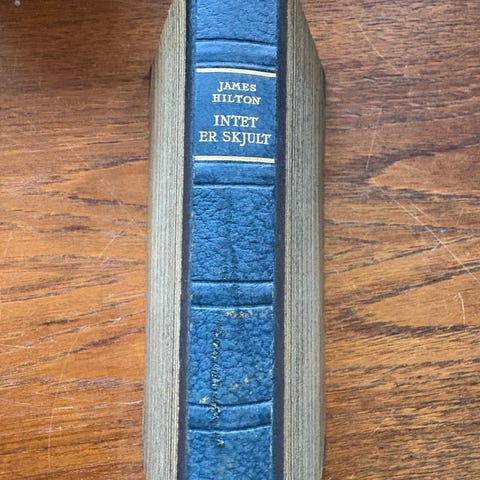 JAMES
HILTON
INTET
ER SKJULT